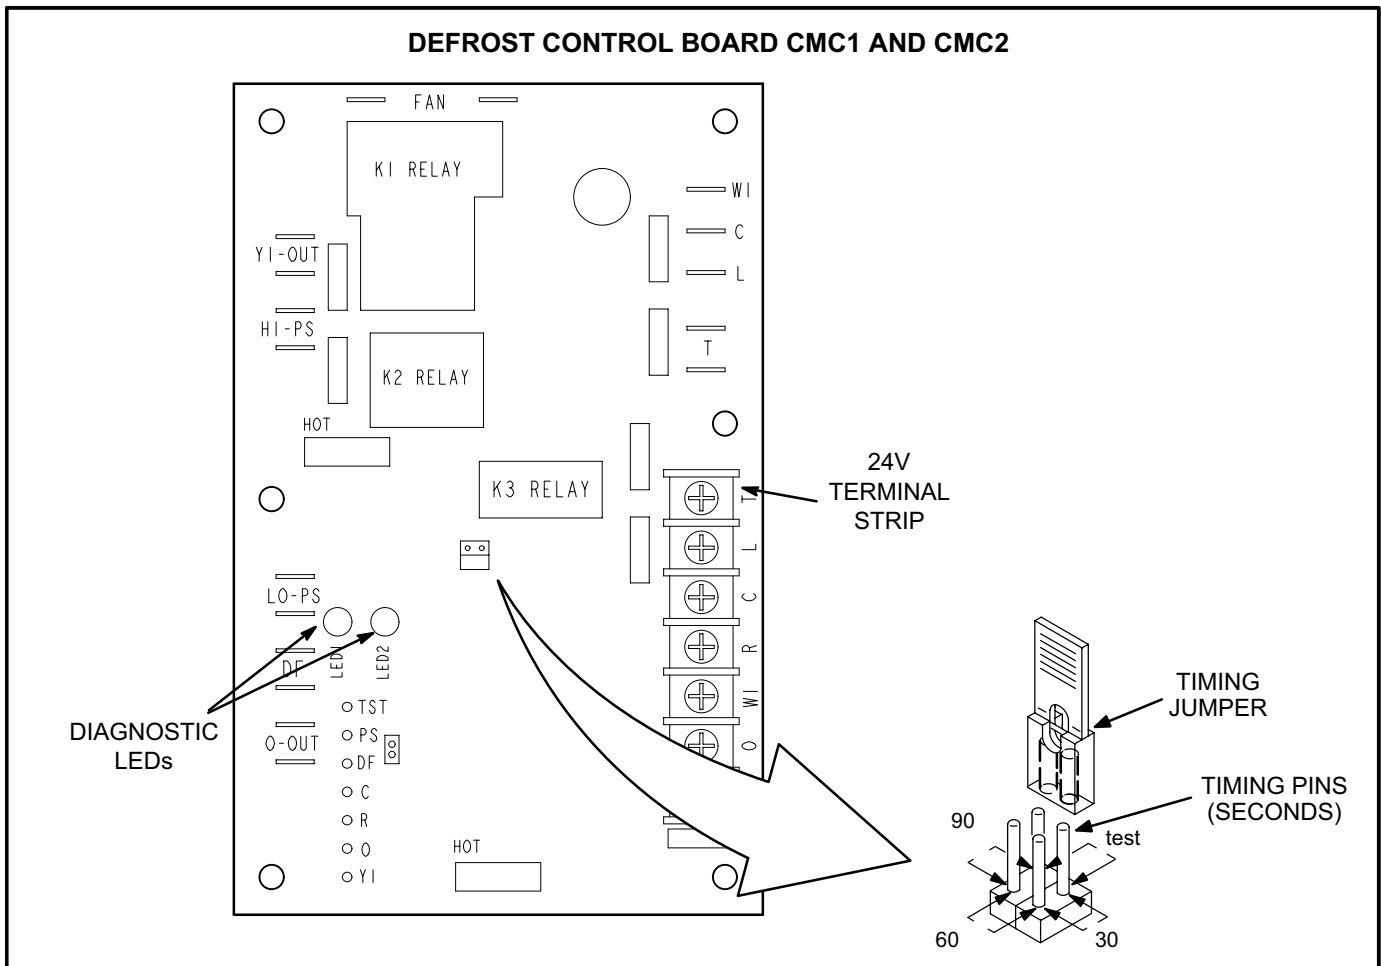 DEFROST CONTROL BOARD CMC1 AND CMC2
FAN
K1 RELAY
W1
C
L
Y1-OUT
HI-PS
T
K2 RELAY
HOT
K3 RELAY
24V
TERMINAL
STRIP
T
L
C
R
W1
O
LO-PS
LED1
LED2
DF
O-OUT
DIAGNOSTIC
LEDs
TST
PS
DF
C
R
O
Y1
HOT
TIMING
JUMPER
TIMING PINS
(SECONDS)
90
test
60
30